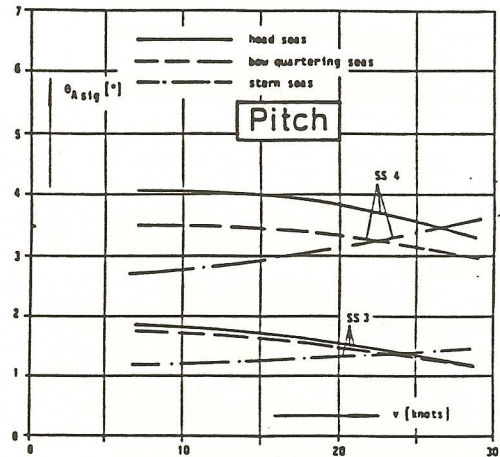 7
head seas
bow quartering seas
6
stern seas
θA sig [°]
5
Pitch
SS 4
4
3
2
SS 3
1
v [knots]
0
0
10
20
30